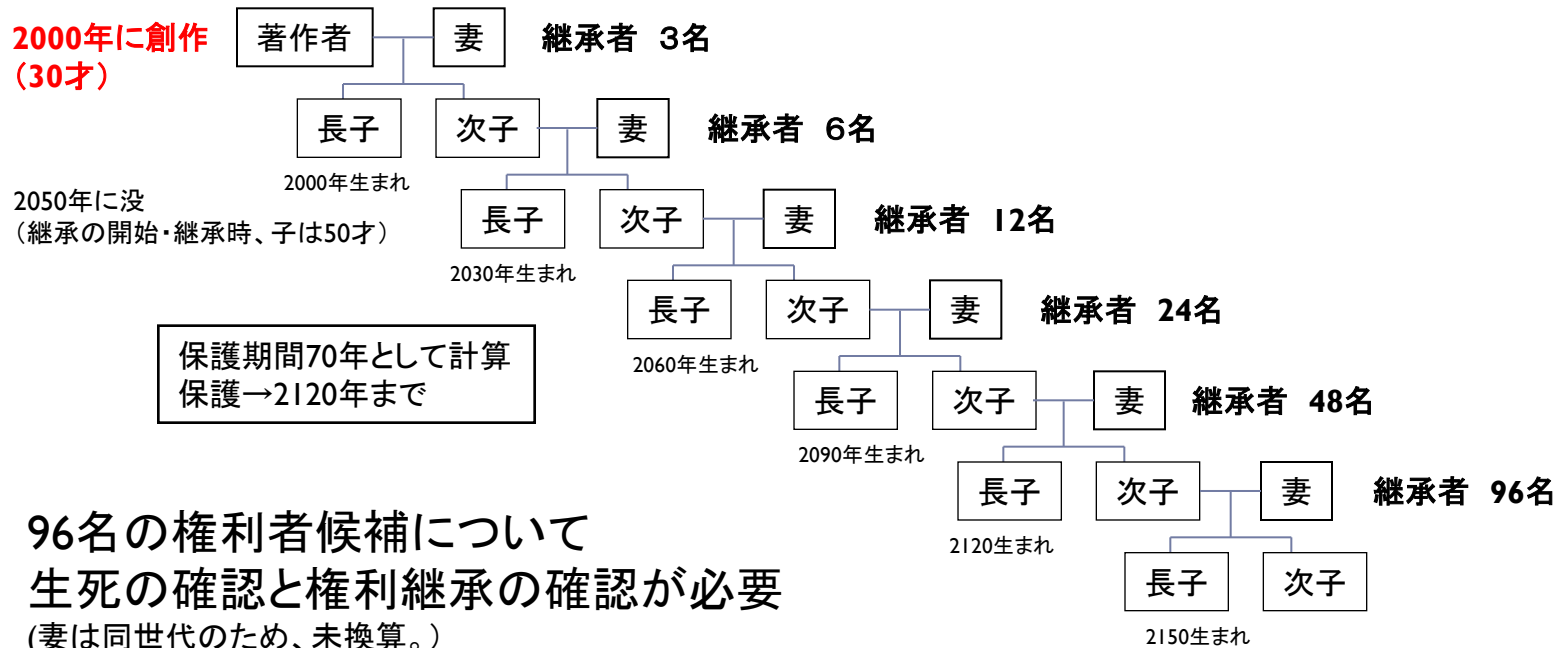 2000年に創作
（30才）
著作者
妻
継承者 3名
長子
次子
妻
継承者 6名
2000年生まれ
2050年に没
（継承の開始・継承時、子は50才）
長子
次子
妻
継承者 12名
2030年生まれ
長子
次子
妻
継承者 24名
2060年生まれ
保護期間70年として計算
保護→2120年まで
長子
次子
妻
継承者 48名
2090年生まれ
長子
次子
妻
継承者 96名
2120生まれ
96名の権利者候補について
生死の確認と権利継承の確認が必要
(妻は同世代のため、未換算。)
長子
次子
2150生まれ